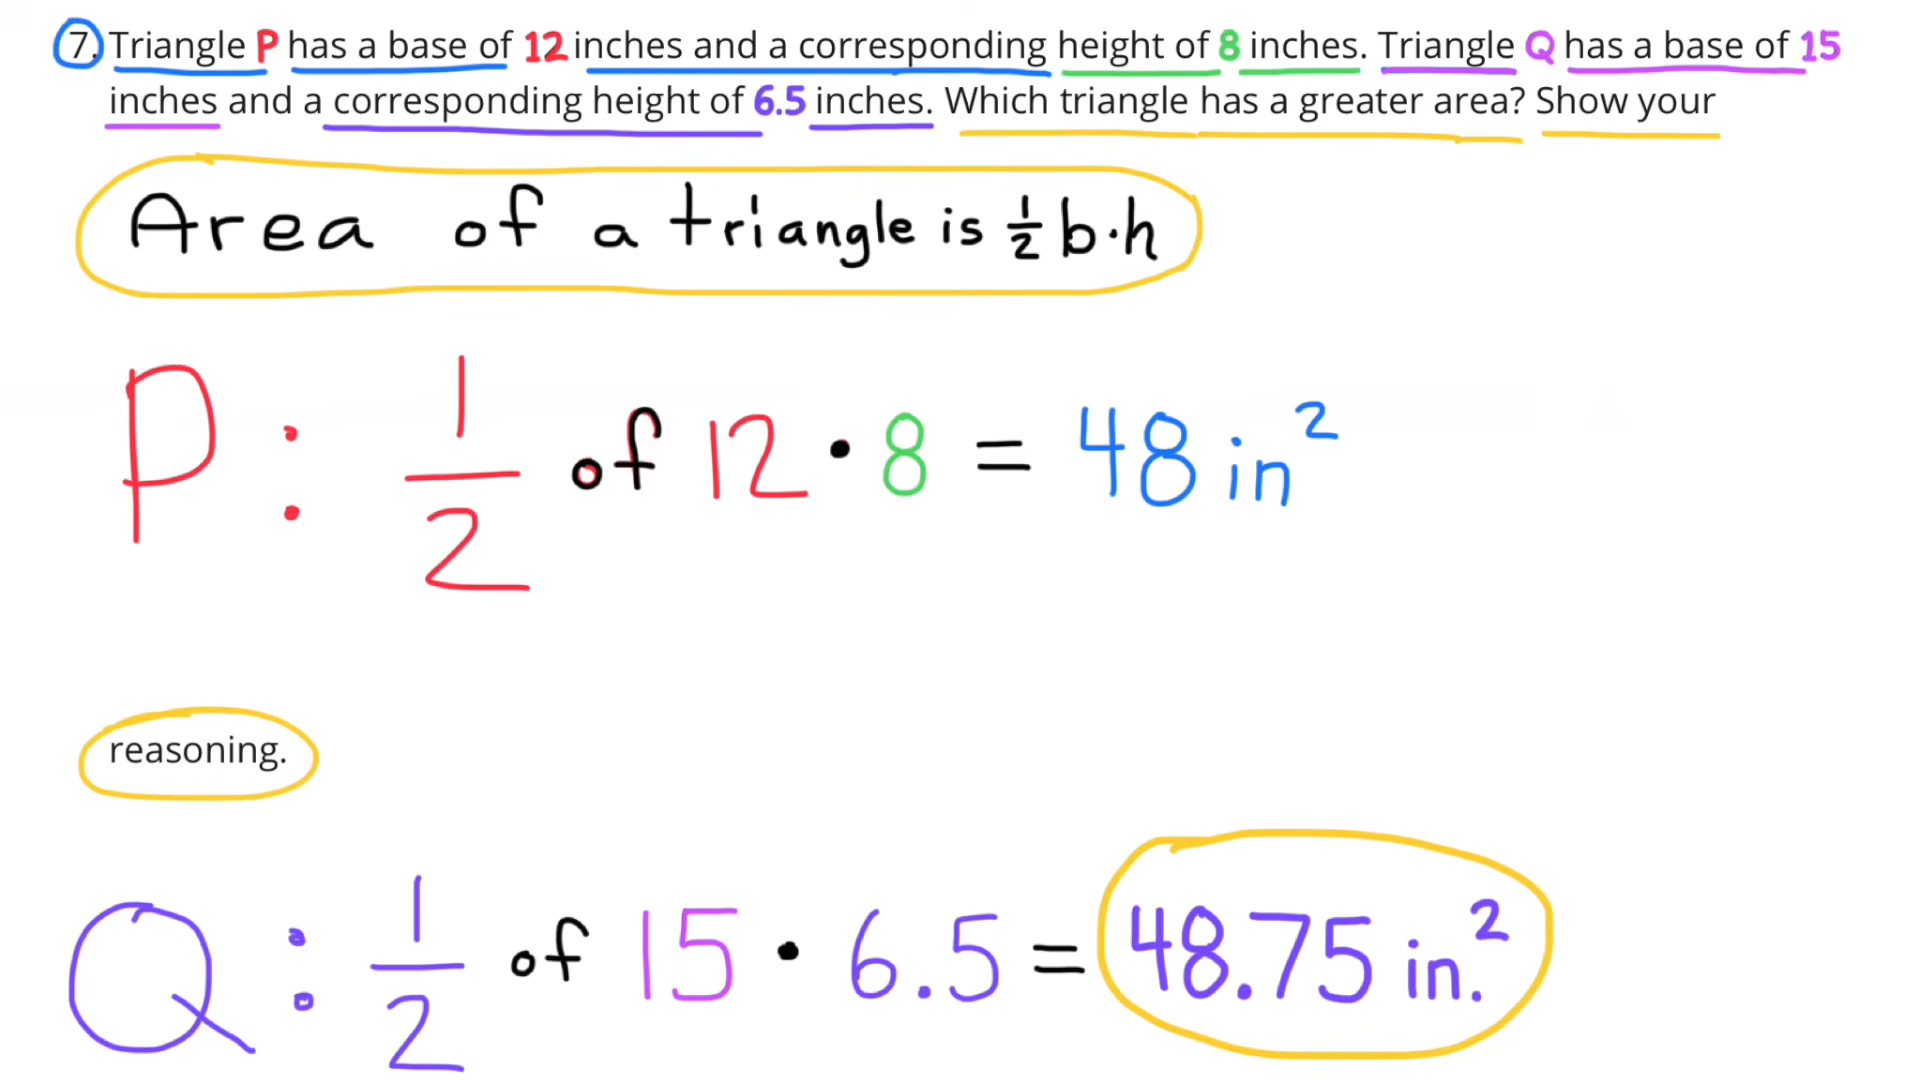 7. Triangle P has a base of 12 inches and a corresponding height of 8 inches. Triangle Q has a base of 15
inches and a corresponding height of 6.5 inches. Which triangle has a greater area? Show your
Area of a triangle is ½ b·h
P: 1/2 of 12 · 8 = 48 in²
reasoning.
Q: 1/2 of 15 · 6.5 = 48.75 in.²